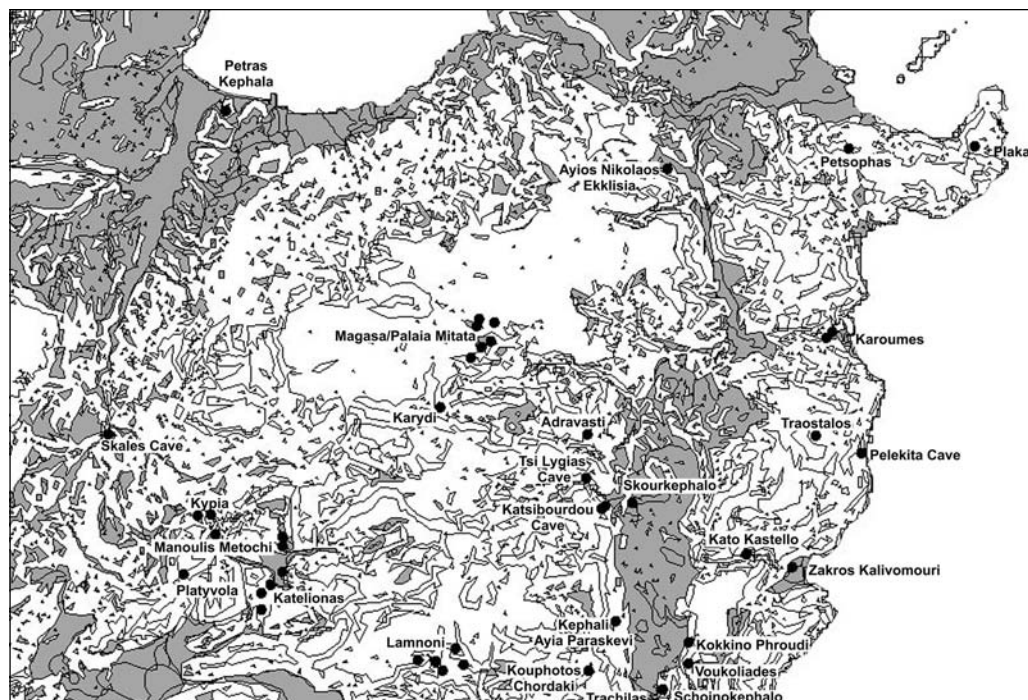 Petras
Kephala
Ayios Nikolaos
Ekklisia
Petsophas
Plaka
Magasa/Palaia Mitata
Karoumes
Karydi
Adravasti
Traostalos
Skales Cave
Pelekita Cave
Tsi Lygias
Cave
Skourkephalo
Kypia
Katsibourdou
Cave
Manoulis Metochi
Kato Kastello
Zakros Kalivomouri
Platyvola
Katelionas
Kephali
Ayia Paraskevi
Lamnoni
Kokkino Phroudi
Kouphotos
Chordaki
Voukoliades
Trachilas
Schoinokephalo